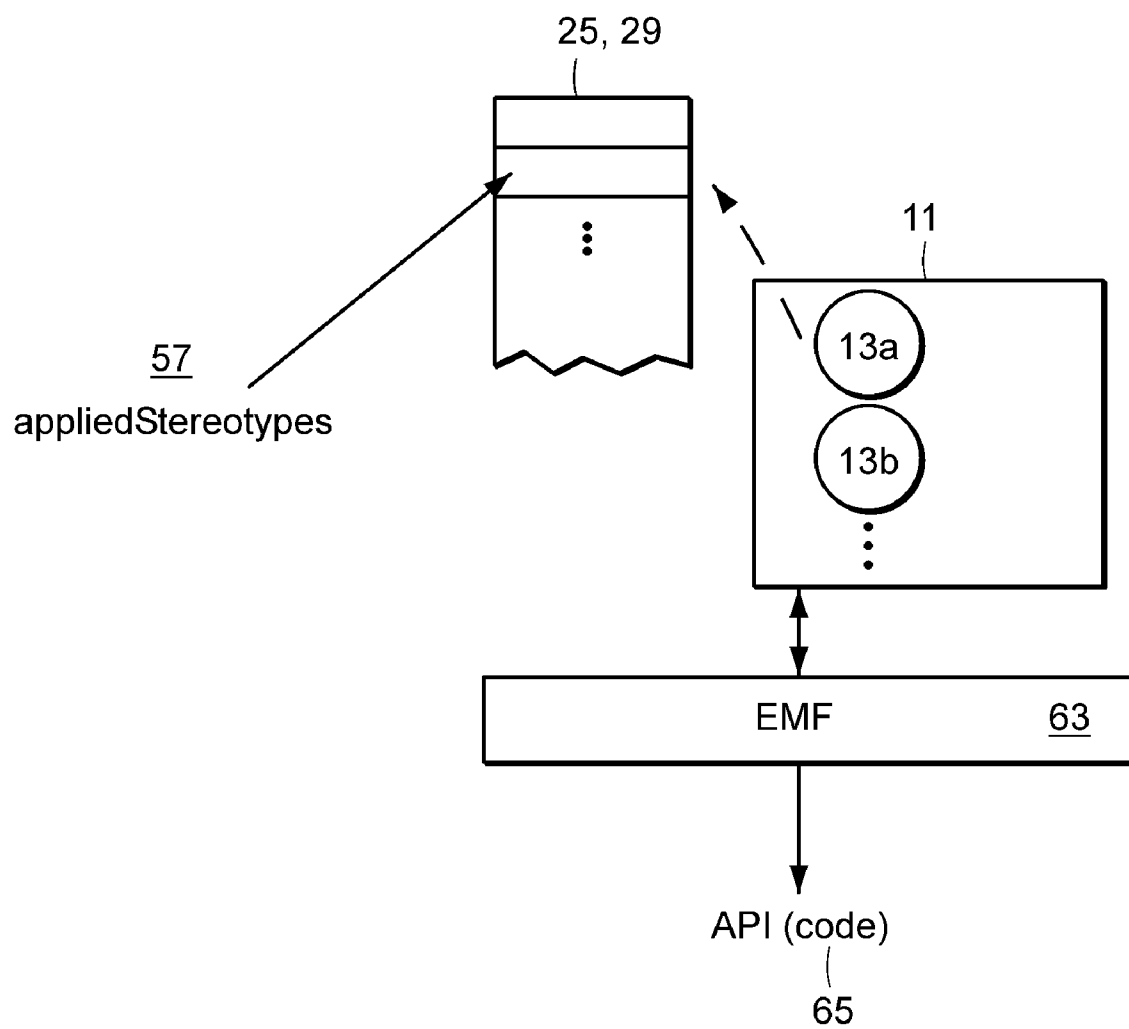 25, 29
11
13a
57
appliedStereotypes
13b
EMF
63
API (code)
65